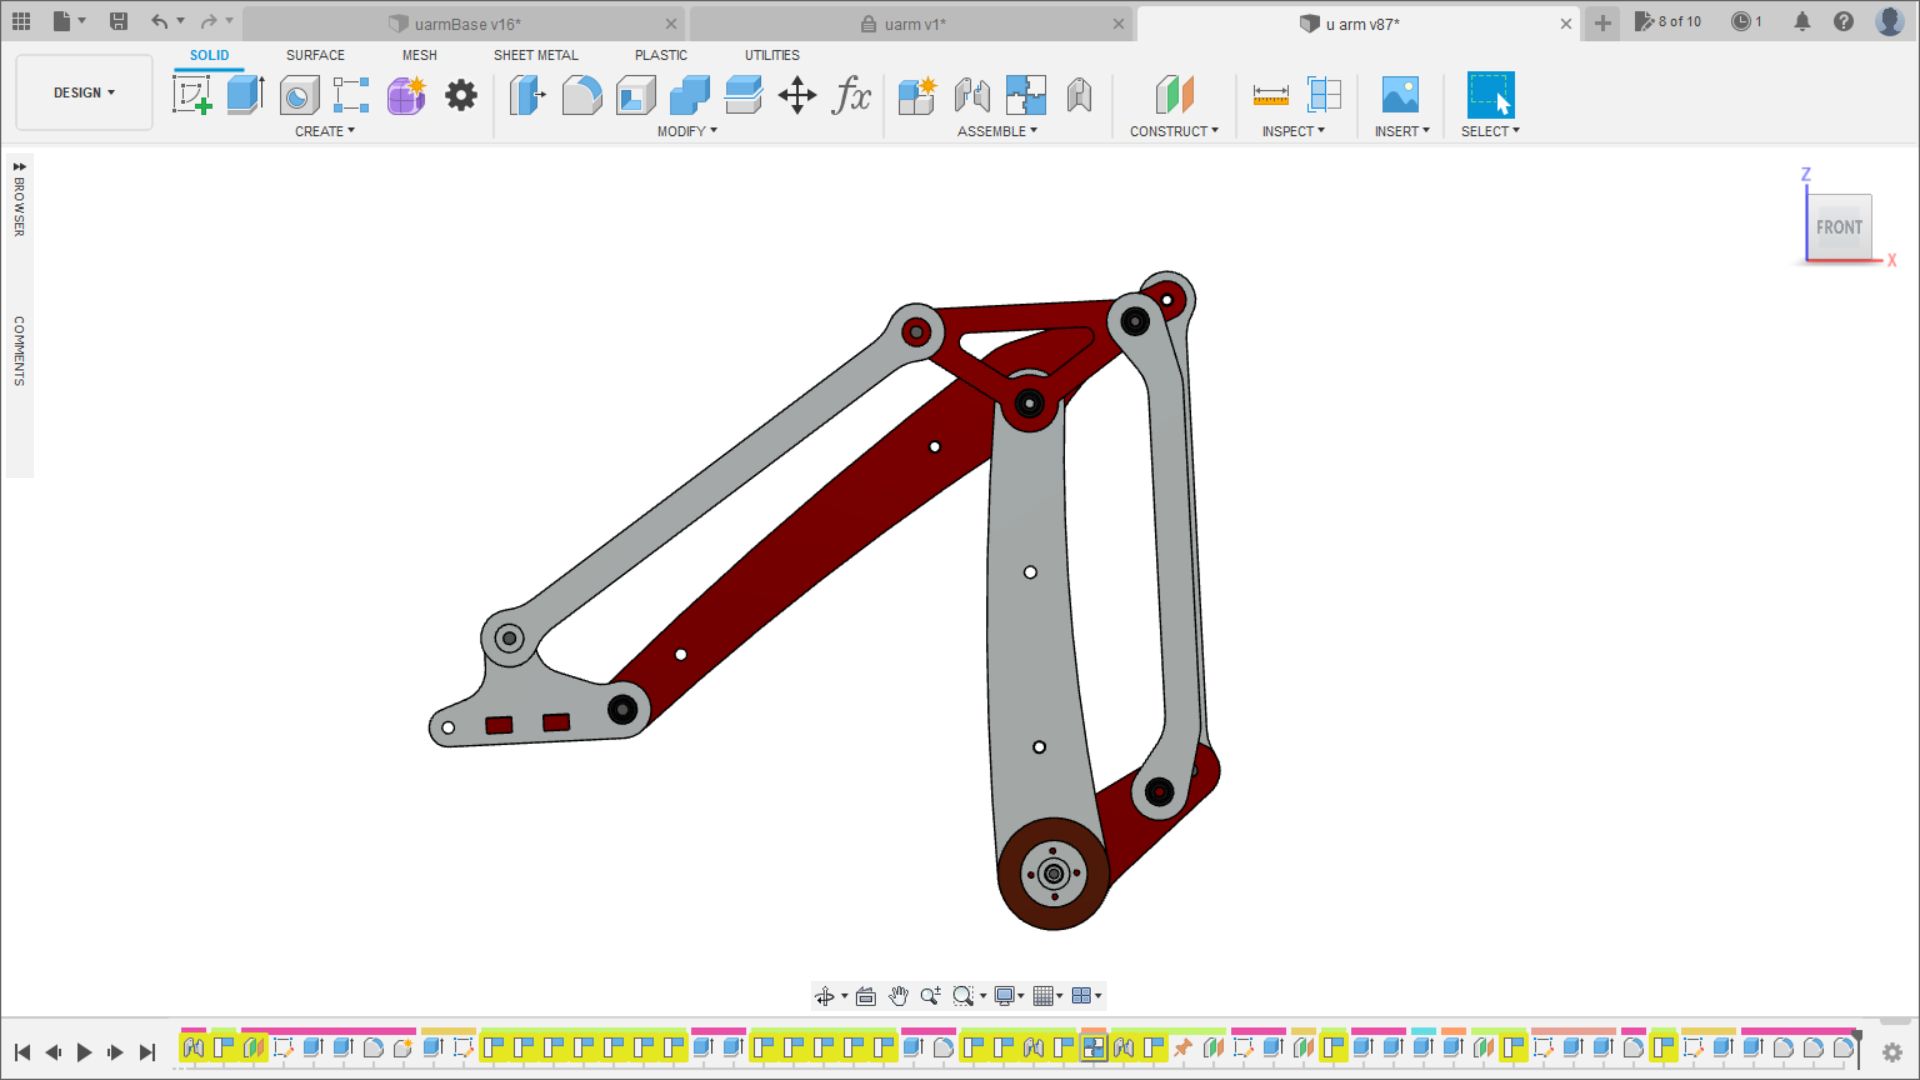 uarmBase v16*
uarm v1*
u arm v87*
8 of 10
1
DESIGN
SOLID
SURFACE
MESH
SHEET METAL
PLASTIC
UTILITIES
fx
CREATE
MODIFY
ASSEMBLE
CONSTRUCT
INSPECT
INSERT
SELECT
BROWSER
COMMENTS
Z
FRONT
X